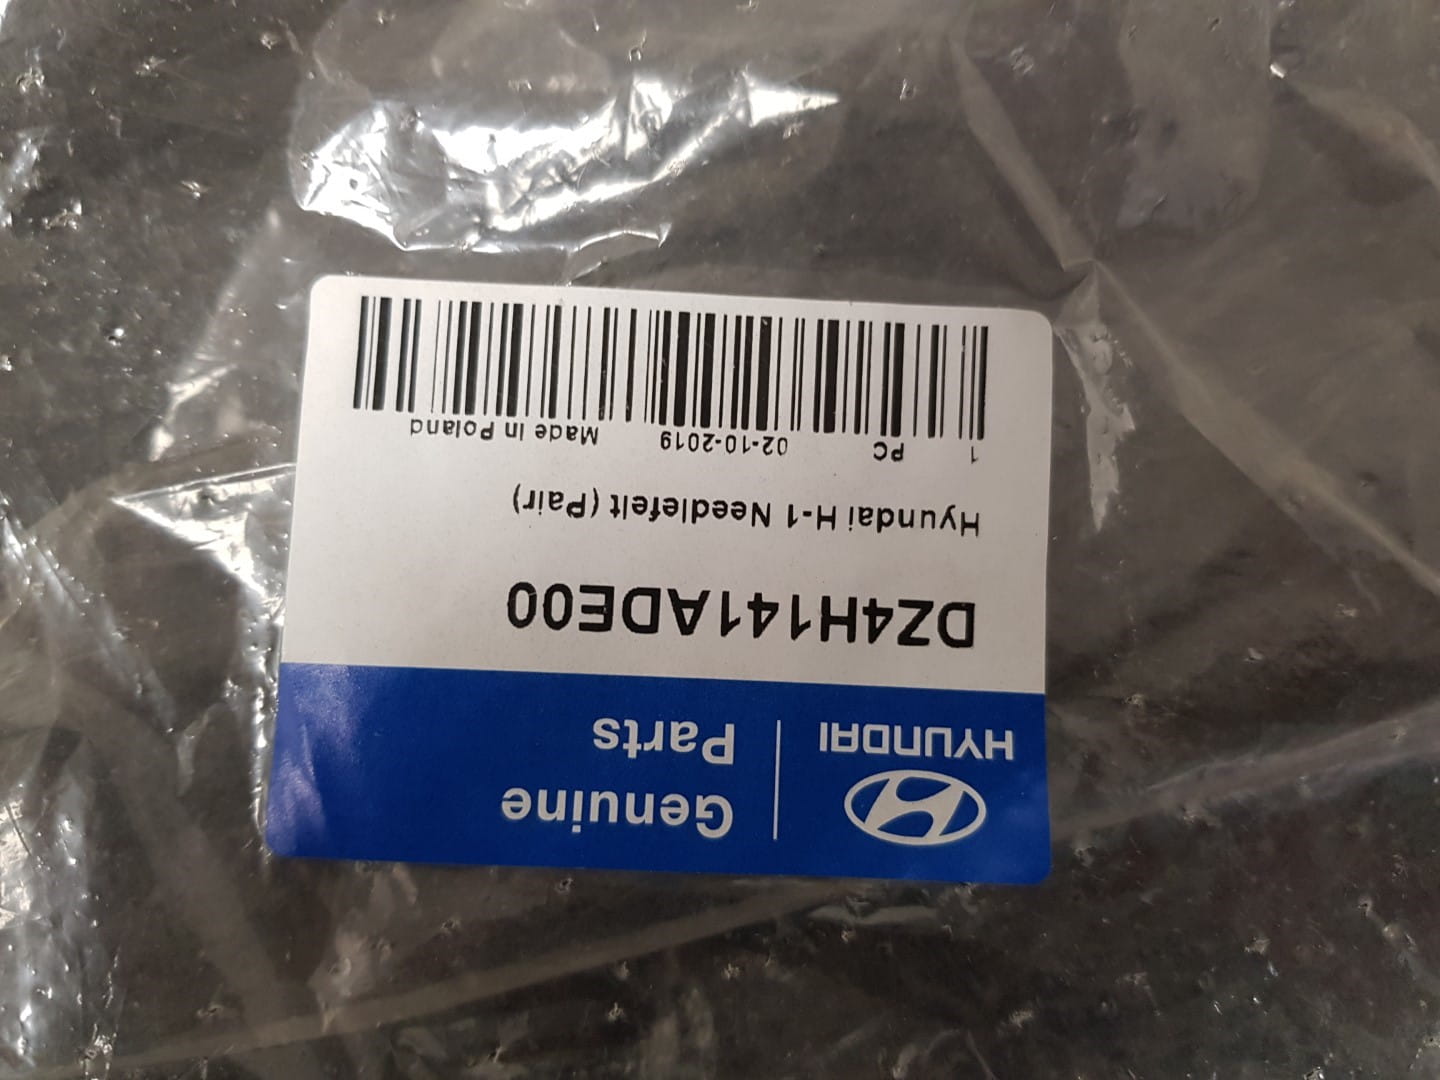 HYUNDAI
Genuine
Parts
DZ4H141ADE00
Hyundai H-1 Needlefelt (Pair)
1 PC 02-10-2019 Made in Poland